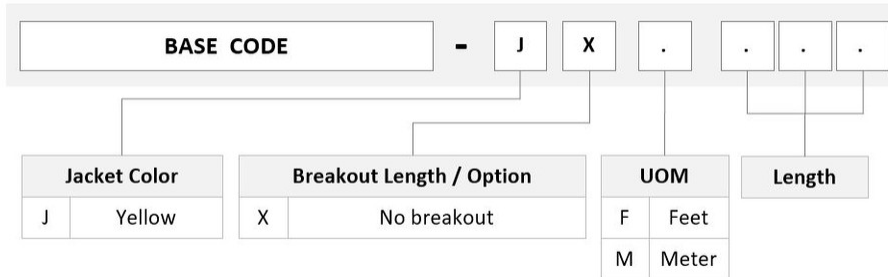 BASE CODE - J X . . . .
Jacket Color
J Yellow
Breakout Length / Option
X No breakout
UOM
F Feet
M Meter
Length